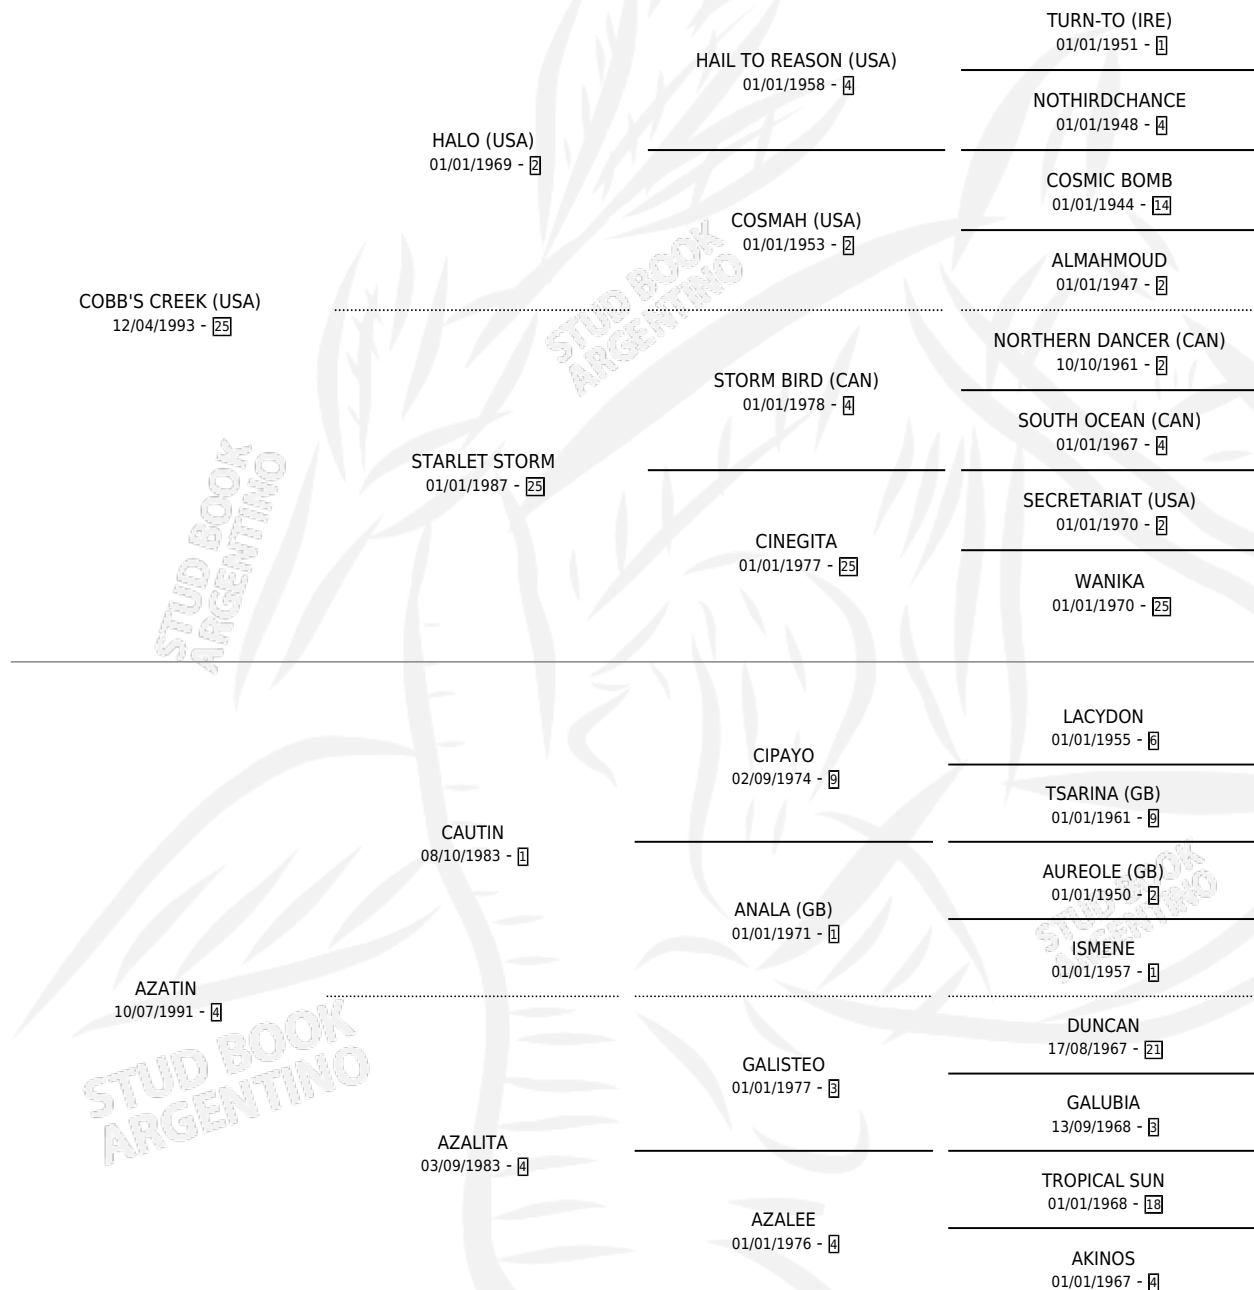 TURN-TO (IRE)
01/01/1951 - 1
HAIL TO REASON (USA)
01/01/1958 - 4
NOTHIRDCHANCE
01/01/1948 - 4
HALO (USA)
01/01/1969 - 2
COSMIC BOMB
01/01/1944 - 14
COSMAH (USA)
01/01/1953 - 2
ALMAHMOUD
01/01/1947 - 2
COBB'S CREEK (USA)
12/04/1993 - 25
NORTHERN DANCER (CAN)
10/10/1961 - 2
STORM BIRD (CAN)
01/01/1978 - 4
SOUTH OCEAN (CAN)
01/01/1967 - 4
STARLET STORM
01/01/1987 - 25
SECRETARIAT (USA)
01/01/1970 - 2
CINEGITA
01/01/1977 - 25
WANIKA
01/01/1970 - 25
LACYDON
01/01/1955 - 6
CIPAYO
02/09/1974 - 9
TSARINA (GB)
01/01/1961 - 9
CAUTIN
08/10/1983 - 1
AUREOLE (GB)
01/01/1950 - 2
ANALA (GB)
01/01/1971 - 1
ISMENE
01/01/1957 - 1
AZATIN
10/07/1991 - 4
DUNCAN
17/08/1967 - 21
GALISTEO
01/01/1977 - 3
GALUBIA
13/09/1968 - 3
AZALITA
03/09/1983 - 4
TROPICAL SUN
01/01/1968 - 18
AZALEE
01/01/1976 - 4
AKINOS
01/01/1967 - 4
STUD BOOK
ARGENTINO
STUD BOOK
ARGENTINO
STUD BOOK
ARGENTINO
STUD BOOK
ARGENTINO